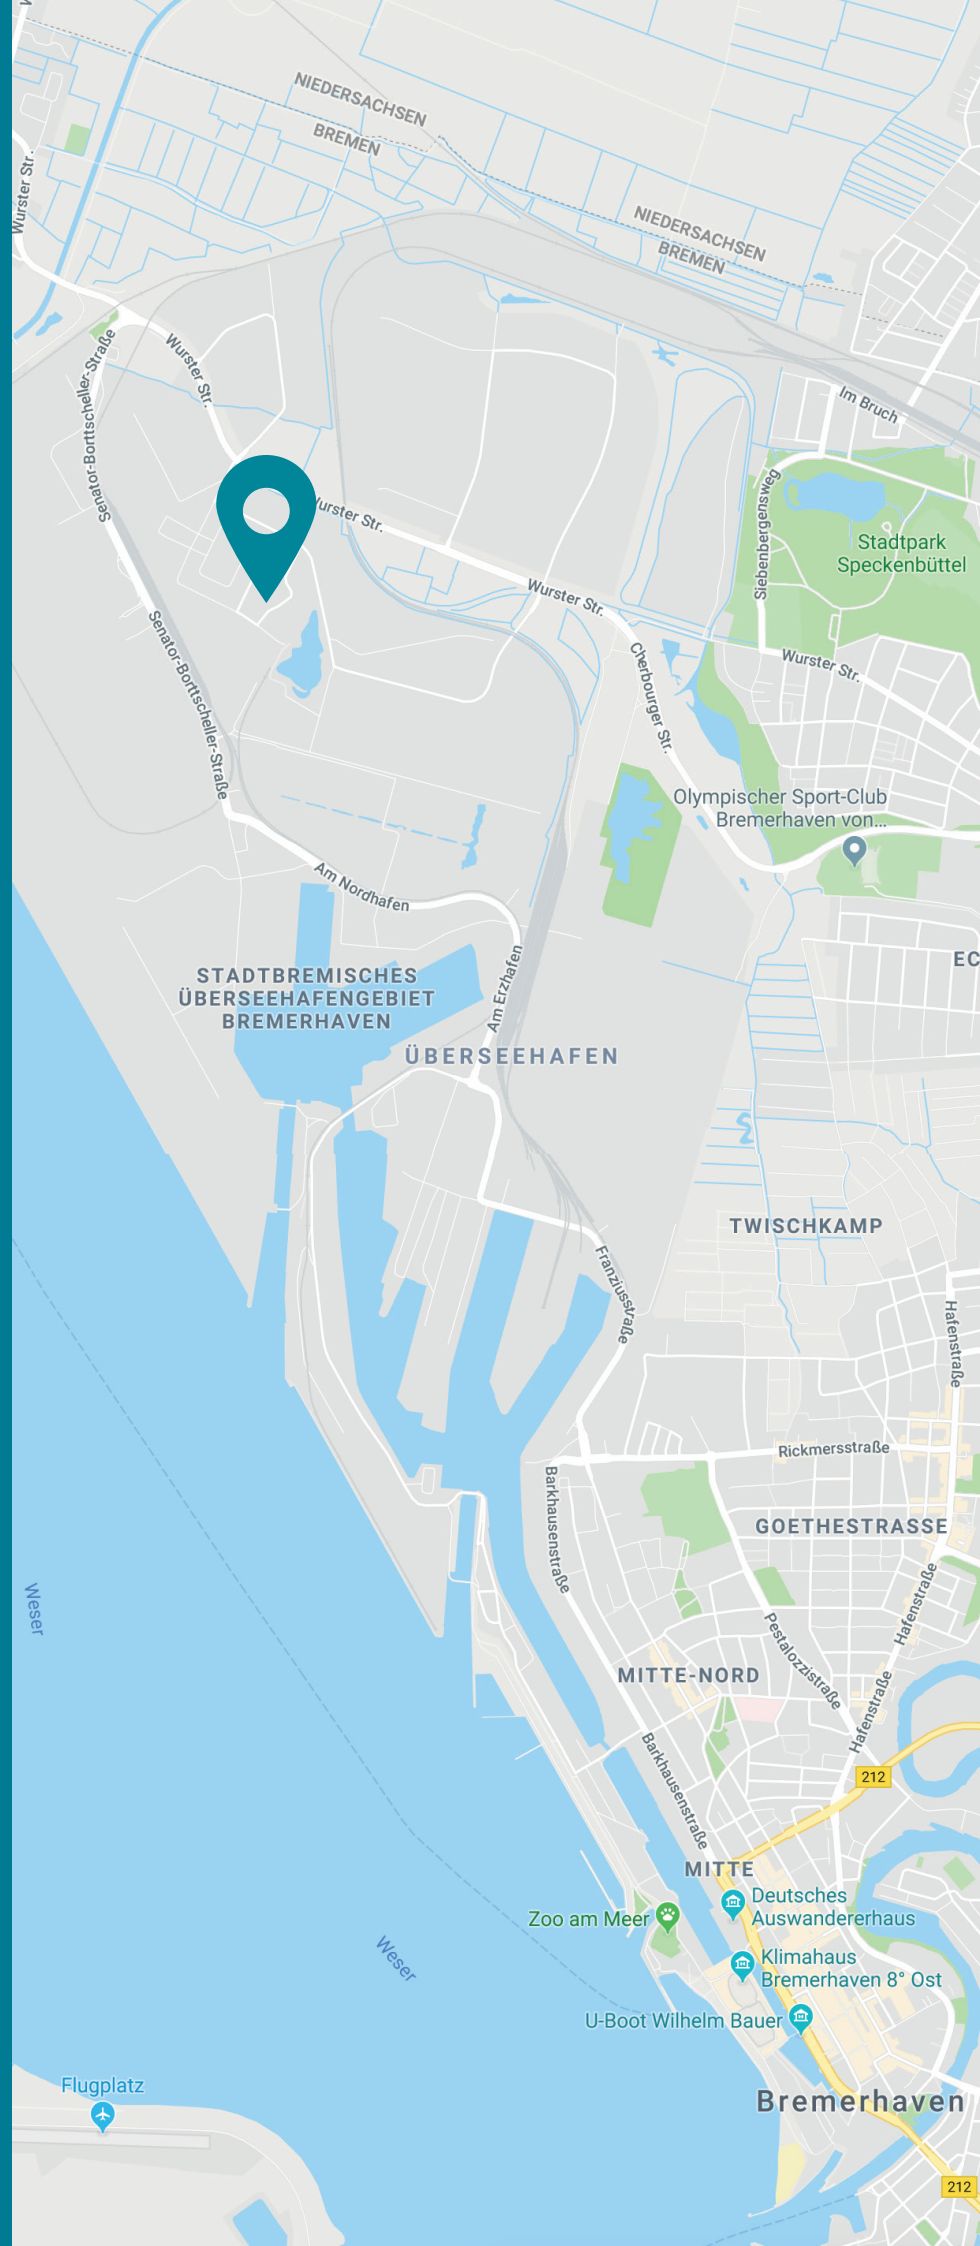 NIEDERSACHSEN
BREMEN
NIEDERSACHSEN
BREMEN
Wurster Str.
Senator-Borttscheller-Straße
Wurster Str.
Im Bruch
Wurster Str.
Siebenbergensweg
Stadtpark
Speckenbüttel
Wurster Str.
Senator-Borttscheller-Straße
Cherbourger Str.
Wurster Str.
Olympischer Sport-Club
Bremerhaven von...
Am Nordhafen
Am Erzhafen
EC
STADTBREMISCHES
ÜBERSEEHAFENGEBIET
BREMERHAVEN
ÜBERSEEHAFEN
TWISCHKAMP
Franziusstraße
Hafenstraße
Rickmersstraße
Barkhausenstraße
GOETHESTRASSE
Weser
Hafenstraße
Pestalozzistraße
MITTE-NORD
Hafenstraße
Barkhausenstraße
212
MITTE
Deutsches
Auswandererhaus
Zoo am Meer
Weser
Klimahaus
Bremerhaven 8° Ost
U-Boot Wilhelm Bauer
Flugplatz
Bremerhaven
212